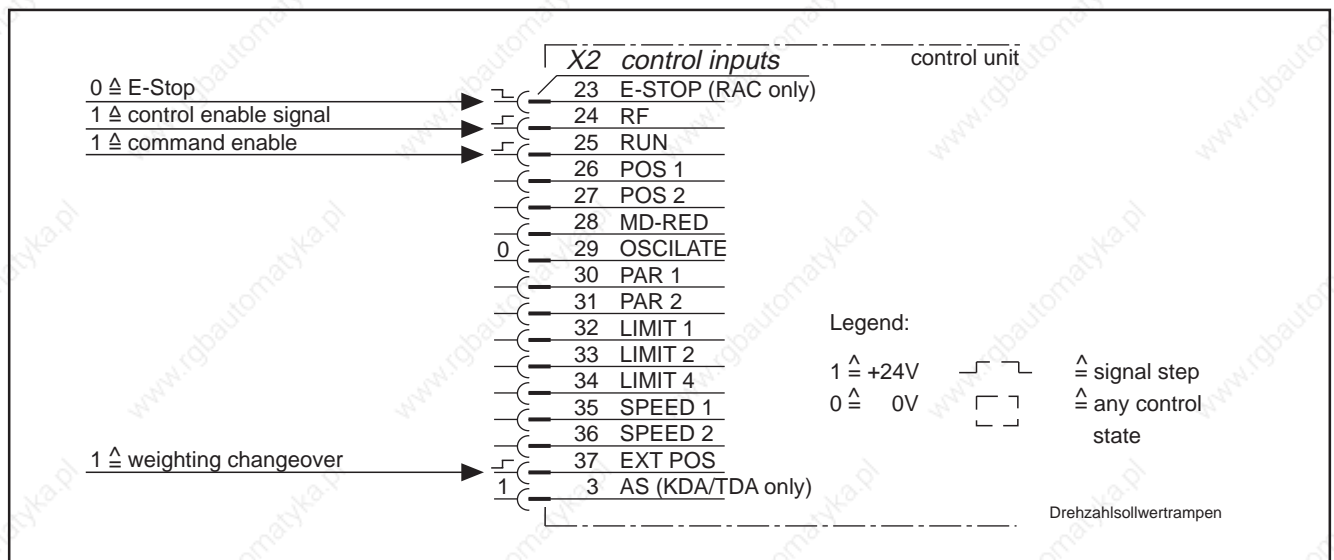 X2 control inputs
control unit
0 ≙ E-Stop
23 E-STOP (RAC only)
1 ≙ control enable signal
24 RF
1 ≙ command enable
25 RUN
26 POS 1
27 POS 2
28 MD-RED
0 29 OSCILATE
30 PAR 1
31 PAR 2
32 LIMIT 1
33 LIMIT 2
34 LIMIT 4
35 SPEED 1
36 SPEED 2
1 ≙ weighting changeover
37 EXT POS
1 3 AS (KDA/TDA only)
Legend:
1 ≙ +24V ≙ signal step
0 ≙ 0V ≙ any control
state
Drehzahlsollwertrampen
www.rgbautomatyka.pl